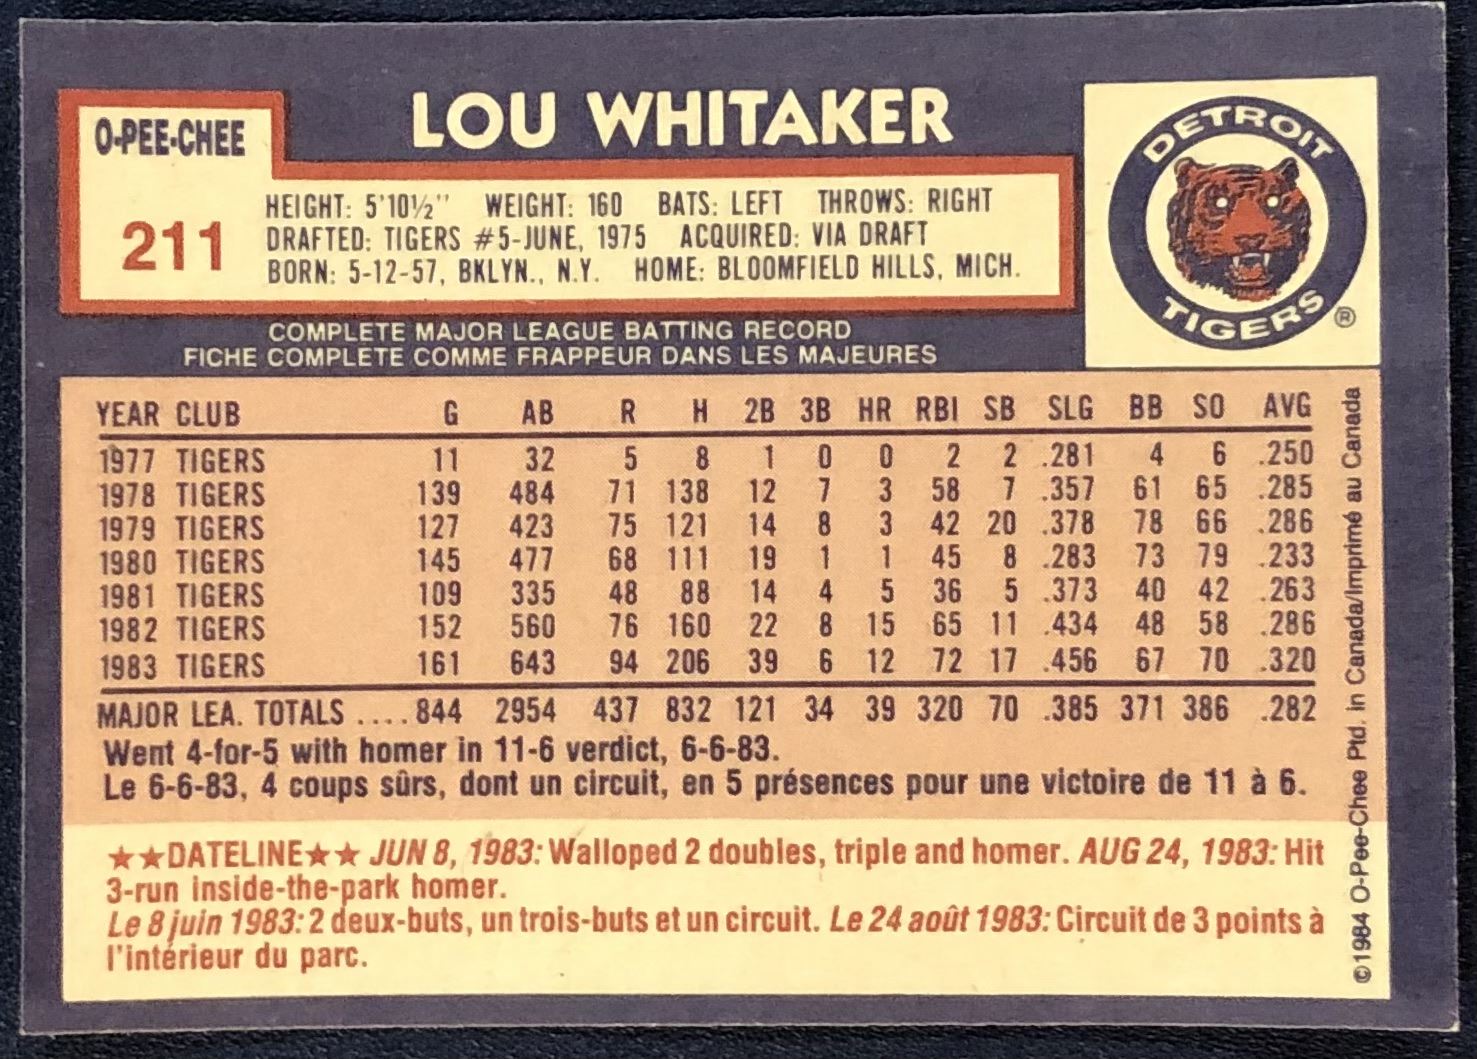 O-PEE-CHEE
LOU WHITAKER
211
HEIGHT: 5'10½" WEIGHT: 160 BATS: LEFT THROWS: RIGHT
DRAFTED: TIGERS #5-JUNE, 1975 ACQUIRED: VIA DRAFT
BORN: 5-12-57, BKLYN., N.Y. HOME: BLOOMFIELD HILLS, MICH.
DETROIT
TIGERS ®
COMPLETE MAJOR LEAGUE BATTING RECORD
FICHE COMPLETE COMME FRAPPEUR DANS LES MAJEURES
YEAR CLUB G AB R H 2B 3B HR RBI SB SLG BB SO AVG
1977 TIGERS 11 32 5 8 1 0 0 2 2 .281 4 6 .250
1978 TIGERS 139 484 71 138 12 7 3 58 7 .357 61 65 .285
1979 TIGERS 127 423 75 121 14 8 3 42 20 .378 78 66 .286
1980 TIGERS 145 477 68 111 19 1 1 45 8 .283 73 79 .233
1981 TIGERS 109 335 48 88 14 4 5 36 5 .373 40 42 .263
1982 TIGERS 152 560 76 160 22 8 15 65 11 .434 48 58 .286
1983 TIGERS 161 643 94 206 39 6 12 72 17 .456 67 70 .320
MAJOR LEA. TOTALS .... 844 2954 437 832 121 34 39 320 70 .385 371 386 .282
Went 4-for-5 with homer in 11-6 verdict, 6-6-83.
Le 6-6-83, 4 coups sûrs, dont un circuit, en 5 présences pour une victoire de 11 à 6.
★★DATELINE★★ JUN 8, 1983: Walloped 2 doubles, triple and homer. AUG 24, 1983: Hit
3-run inside-the-park homer.
Le 8 juin 1983: 2 deux-buts, un trois-buts et un circuit. Le 24 août 1983: Circuit de 3 points à
l'intérieur du parc.
©1984 O-Pee-Chee Ptd. in Canada/Imprimé au Canada